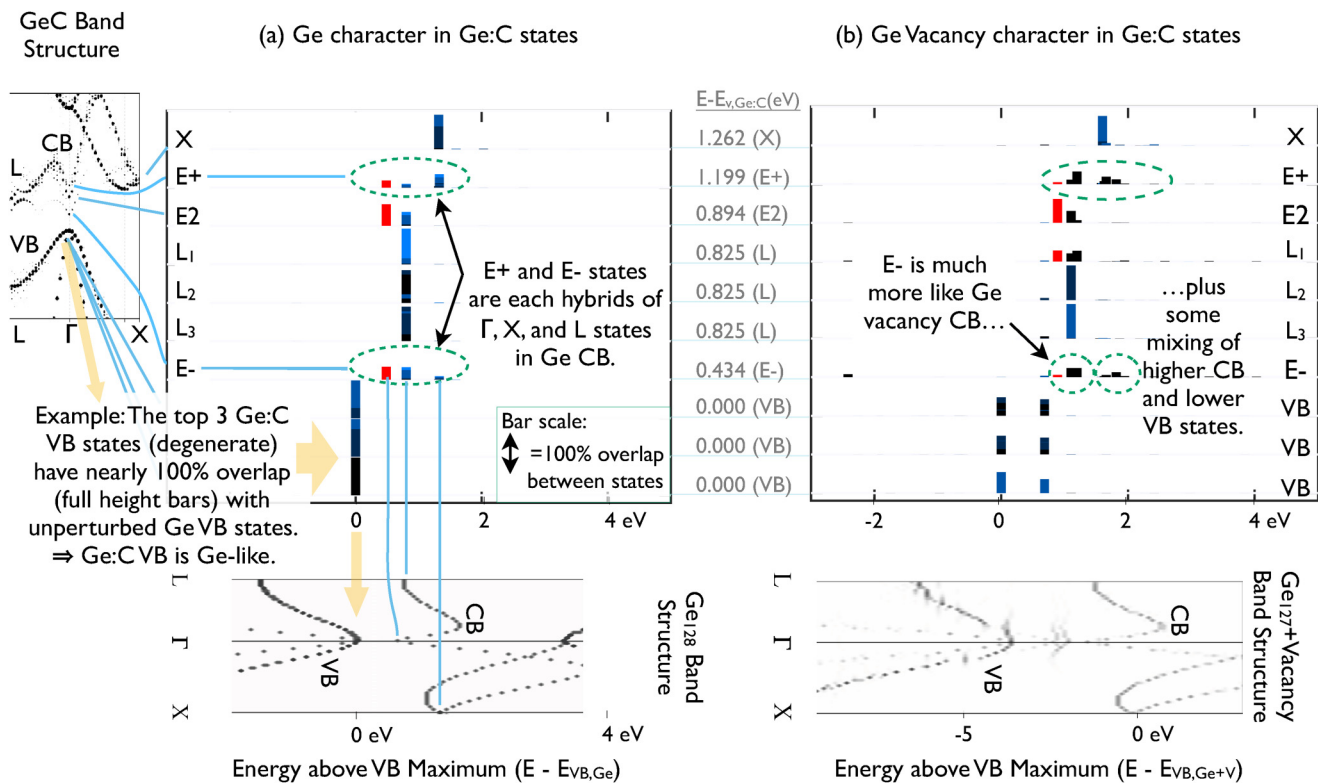 GeC Band
Structure
(a) Ge character in Ge:C states
(b) Ge Vacancy character in Ge:C states
CB
L
VB
L Γ X
X
E+
E2
L1
L2
L3
E-
E+ and E- states
are each hybrids of
Γ, X, and L states
in Ge CB.
Bar scale:
=100% overlap
between states
Example: The top 3 Ge:C
VB states (degenerate)
have nearly 100% overlap
(full height bars) with
unperturbed Ge VB states.
⇒ Ge:C VB is Ge-like.
0 2 4 eV
E-Ev,Ge:C(eV)
1.262 (X)
1.199 (E+)
0.894 (E2)
0.825 (L)
0.825 (L)
0.825 (L)
0.434 (E-)
0.000 (VB)
0.000 (VB)
0.000 (VB)
E- is much
more like Ge
vacancy CB…
…plus
some
mixing of
higher CB
and lower
VB states.
X
E+
E2
L1
L2
L3
E-
VB
VB
VB
-2 0 2 4 eV
L
Γ
X
CB
VB
Ge128 Band
Structure
0 eV 4 eV
Energy above VB Maximum (E - EVB,Ge)
L
Γ
X
CB
VB
Ge127+Vacancy
Band Structure
-5 0 eV
Energy above VB Maximum (E - EVB,Ge+V)